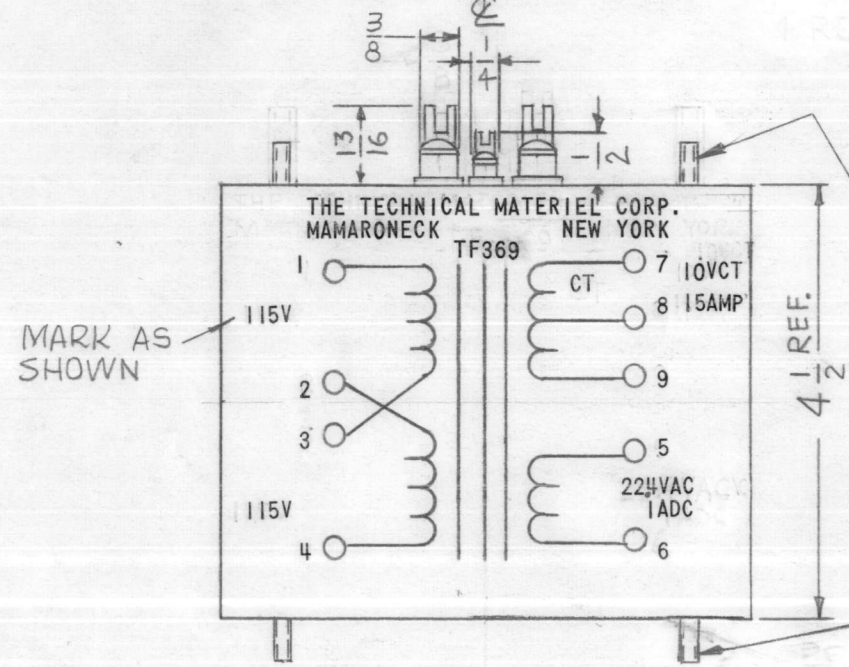 3/8
℄
1/4
13/16
1/2
THE TECHNICAL MATERIEL CORP.
MAMARONECK NEW YORK
TF369
1
7
CT
10VCT
115V
8
15AMP
MARK AS
SHOWN
4 1/2 REF.
2
9
3
5
115V
224VAC
.1ADC
4
6